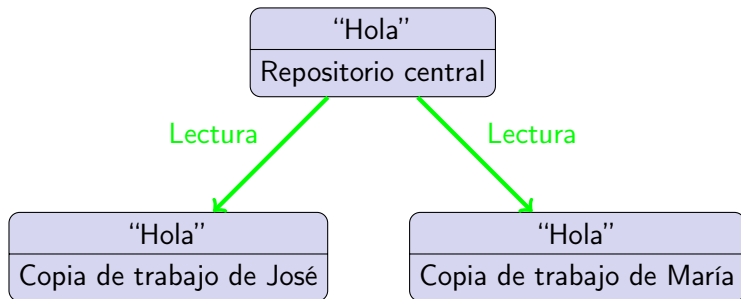 “Hola”
Repositorio central
Lectura
Lectura
“Hola”
Copia de trabajo de José
“Hola”
Copia de trabajo de María